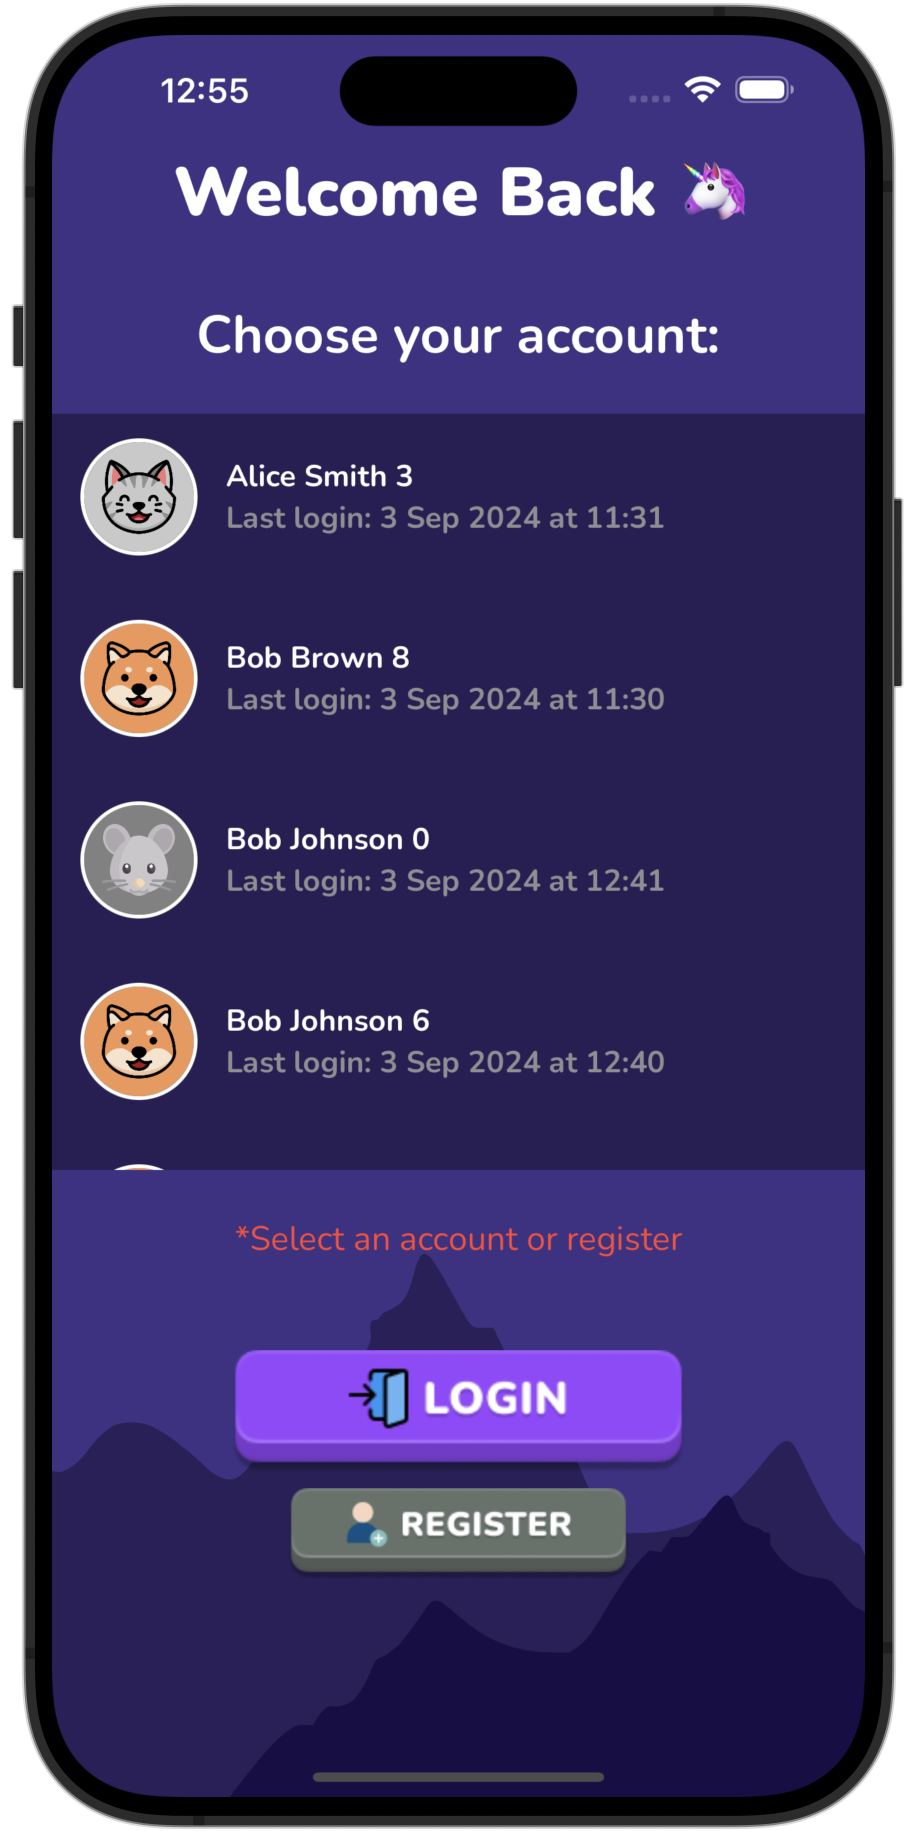 12:55
Welcome Back 🦄
Choose your account:
Alice Smith 3
Last login: 3 Sep 2024 at 11:31
Bob Brown 8
Last login: 3 Sep 2024 at 11:30
Bob Johnson 0
Last login: 3 Sep 2024 at 12:41
Bob Johnson 6
Last login: 3 Sep 2024 at 12:40
*Select an account or register
LOGIN
REGISTER